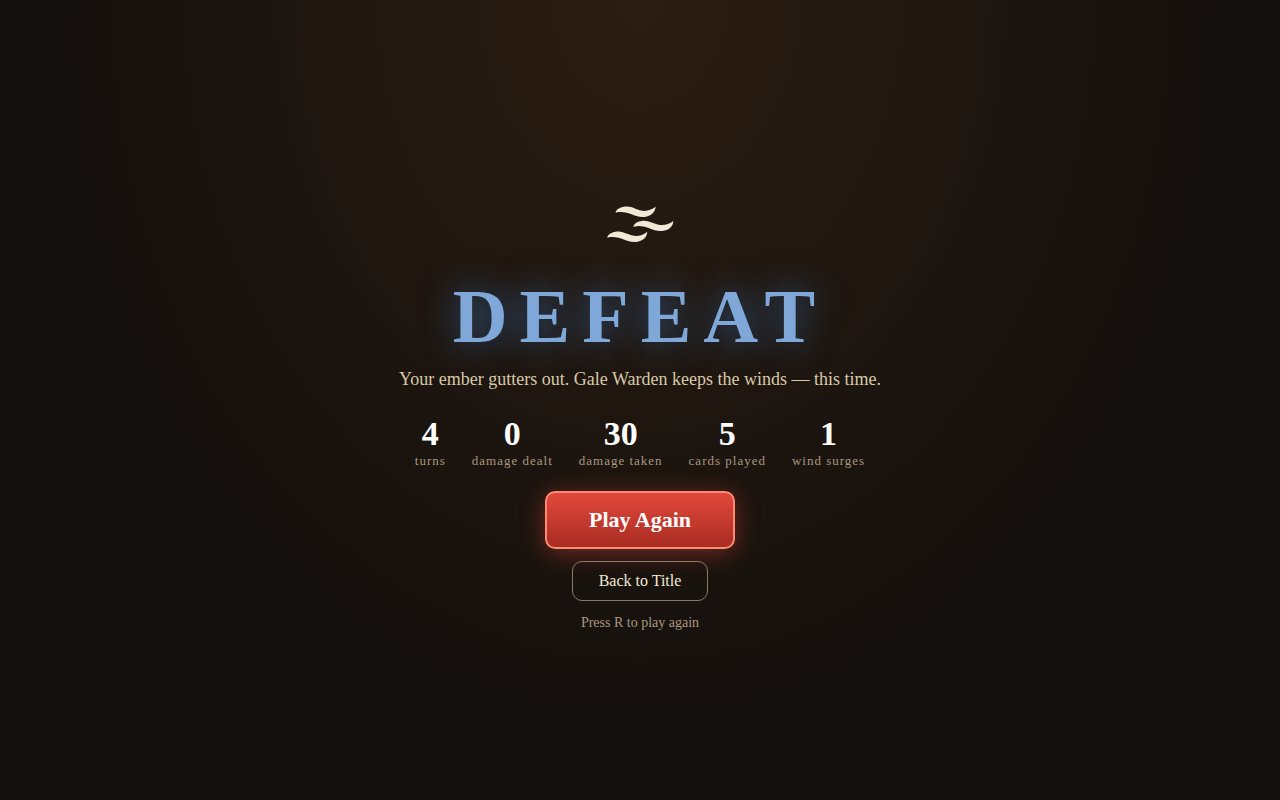 DEFEAT
Your ember gutters out. Gale Warden keeps the winds — this time.
4 0 30 5 1
turns damage dealt damage taken cards played wind surges
Play Again
Back to Title
Press R to play again